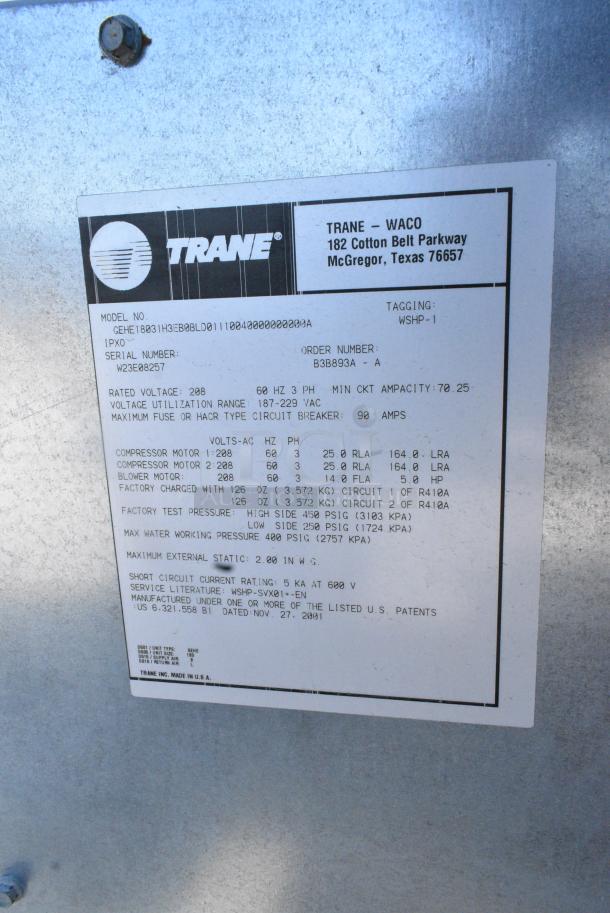 TRANE®
TRANE - WACO
182 Cotton Belt Parkway
McGregor, Texas 76657
MODEL NO
TAGGING:
WSHP-1
IPXO
SERIAL NUMBER:
ORDER NUMBER:
W23E08257
B3B893A - A
RATED VOLTAGE: 208 60 HZ 3 PH MIN CKT AMPACITY: 70.25
VOLTAGE UTILIZATION RANGE: 187-229 VAC
MAXIMUM FUSE OR HACR TYPE CIRCUIT BREAKER: 90 AMPS
VOLTS-AC HZ PH
COMPRESSOR MOTOR 1: 208 60 3 25.0 RLA 164.0 LRA
COMPRESSOR MOTOR 2: 208 60 3 25.0 RLA 164.0 LRA
BLOWER MOTOR: 208 60 3 14.0 FLA 5.0 HP
FACTORY CHARGED WITH 126 OZ ( 3.572 KG) CIRCUIT 1 OF R410A
126 OZ ( 3.572 KG) CIRCUIT 2 OF R410A
FACTORY TEST PRESSURE: HIGH SIDE 450 PSIG (3103 KPA)
LOW SIDE 250 PSIG (1724 KPA)
MAX WATER WORKING PRESSURE 400 PSIG (2757 KPA)
MAXIMUM EXTERNAL STATIC: 2.00 IN W.G.
SHORT CIRCUIT CURRENT RATING: 5 KA AT 600 V
SERVICE LITERATURE: WSHP-SVX01*-EN
MANUFACTURED UNDER ONE OR MORE OF THE LISTED U.S. PATENTS
:US 6,321,558 B1 DATED:NOV. 27, 2001
TRANE INC. MADE IN U.S.A.